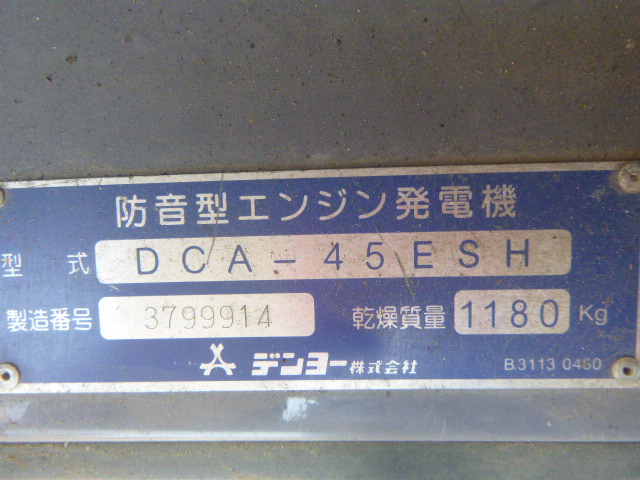 防音型エンジン発電機
型式 DCA-45ESH
製造番号 3799914 乾燥質量 1180 Kg
デンヨー株式会社 B3113 0460